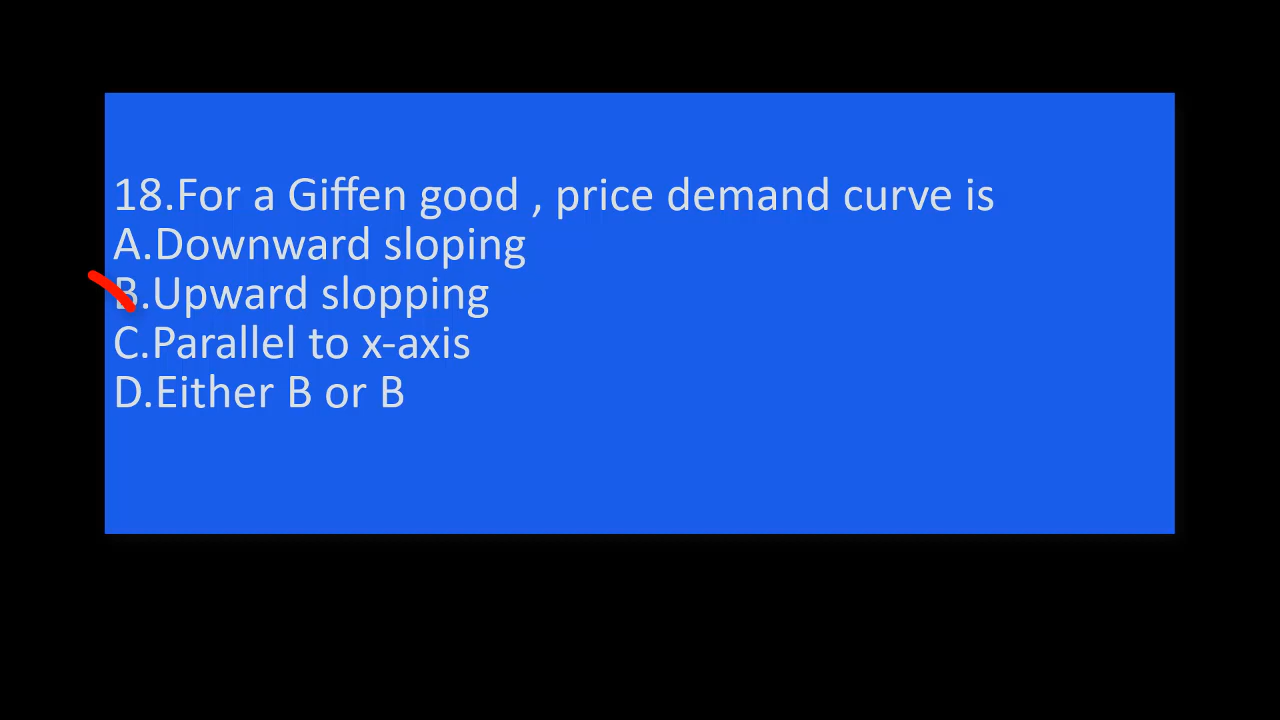 18.For a Giffen good , price demand curve is
A.Downward sloping
B.Upward slopping
C.Parallel to x-axis
D.Either B or B